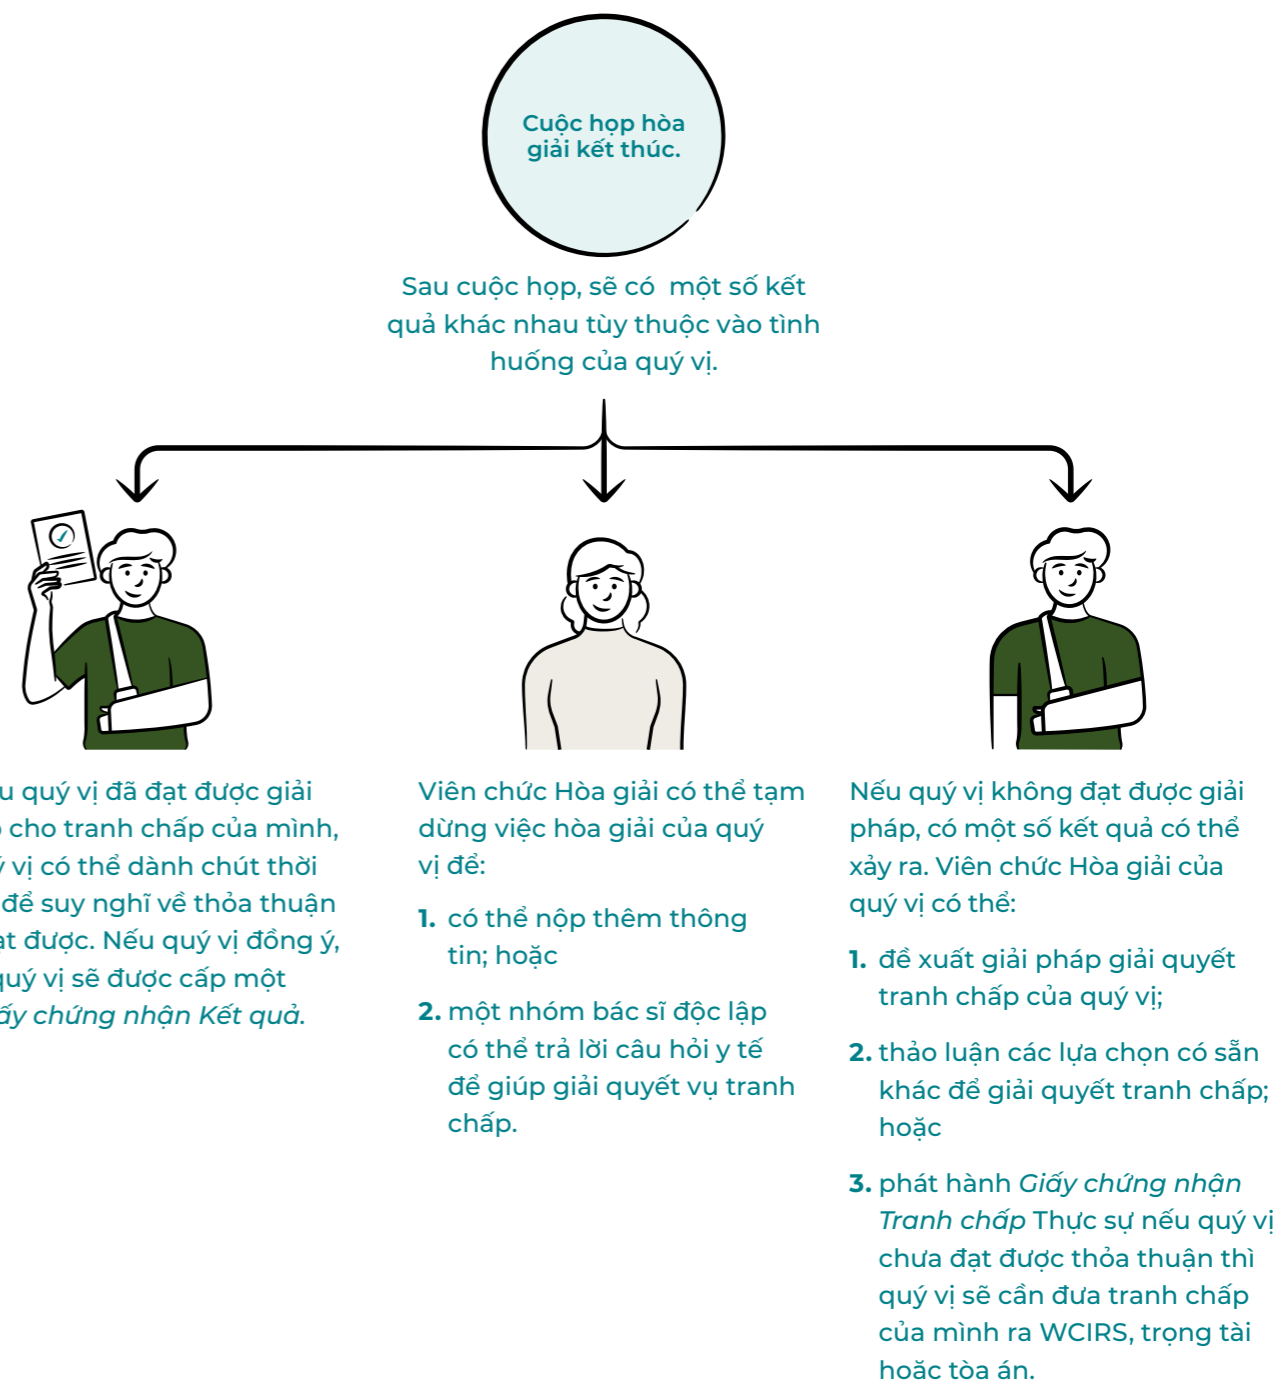 Cuộc họp hòa
giải kết thúc.
Sau cuộc họp, sẽ có một số kết
quả khác nhau tùy thuộc vào tình
huống của quý vị.
quý vị đã đạt được giải
cho tranh chấp của mình,
vị có thể dành chút thời
để suy nghĩ về thỏa thuận
được. Nếu quý vị đồng ý,
quý vị sẽ được cấp một
chứng nhận Kết quả.
Viên chức Hòa giải có thể tạm
dừng việc hòa giải của quý
vị để:
1. có thể nộp thêm thông
tin; hoặc
2. một nhóm bác sĩ độc lập
có thể trả lời câu hỏi y tế
để giúp giải quyết vụ tranh
chấp.
Nếu quý vị không đạt được giải
pháp, có một số kết quả có thể
xảy ra. Viên chức Hòa giải của
quý vị có thể:
1. đề xuất giải pháp giải quyết
tranh chấp của quý vị;
2. thảo luận các lựa chọn có sẵn
khác để giải quyết tranh chấp;
hoặc
3. phát hành Giấy chứng nhận
Tranh chấp Thực sự nếu quý vị
chưa đạt được thỏa thuận thì
quý vị sẽ cần đưa tranh chấp
của mình ra WCIRS, trọng tài
hoăc tòa án.